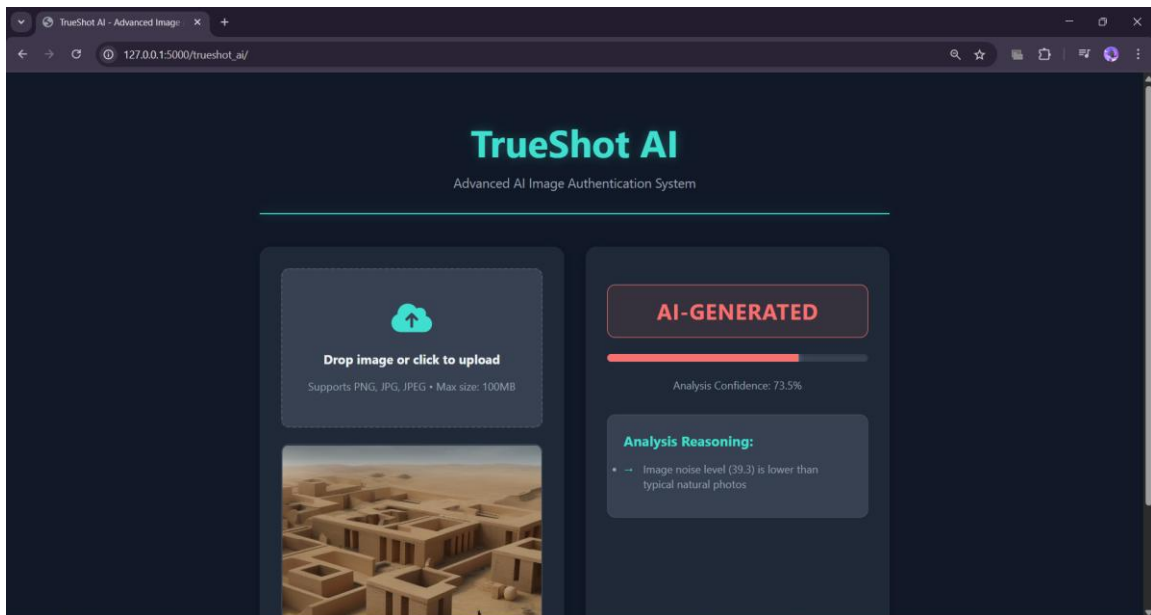 TrueShot AI - Advanced Image
127.0.0.1:5000/trueshot_ai/
TrueShot AI
Advanced AI Image Authentication System
Drop image or click to upload
Supports PNG, JPG, JPEG • Max size: 100MB
AI-GENERATED
Analysis Confidence: 73.5%
Analysis Reasoning:
• → Image noise level (39.3) is lower than
typical natural photos